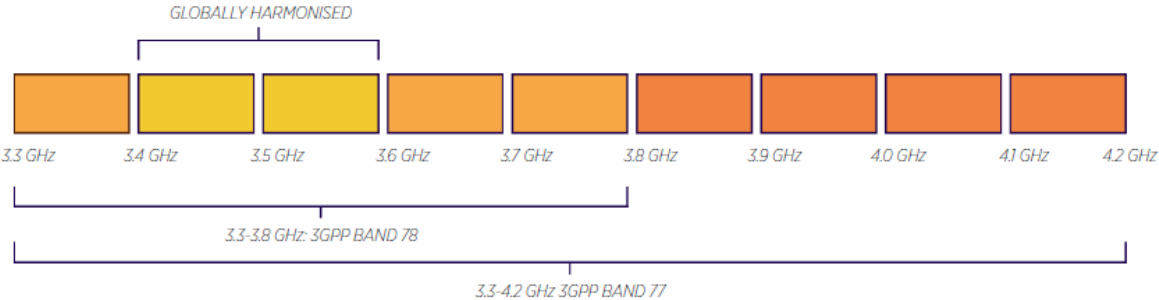 GLOBALLY HARMONISED
3.3 GHz 3.4 GHz 3.5 GHz 3.6 GHz 3.7 GHz 3.8 GHz 3.9 GHz 4.0 GHz 4.1 GHz 4.2 GHz
3.3-3.8 GHz: 3GPP BAND 78
3.3-4.2 GHz 3GPP BAND 77